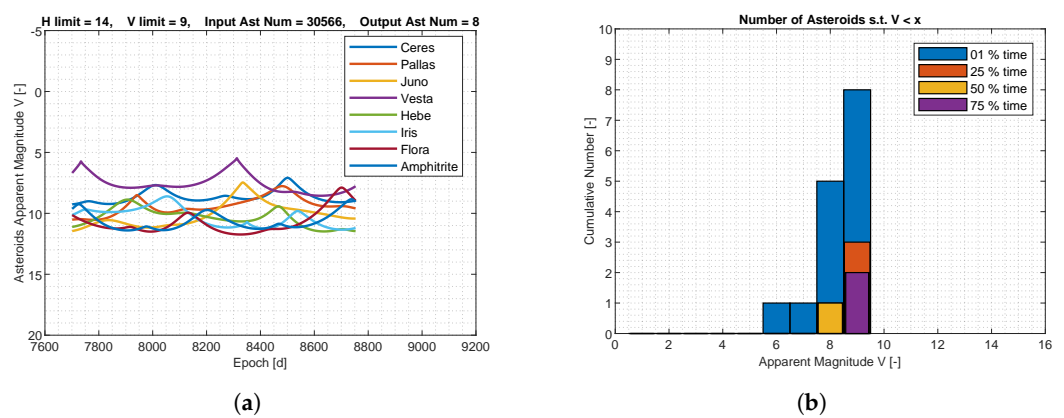 H limit = 14, V limit = 9, Input Ast Num = 30566, Output Ast Num = 8
Asteroids Apparent Magnitude V [-]
-5
0
5
10
15
20
7600 7800 8000 8200 8400 8600 8800 9000 9200
Epoch [d]
Ceres
Pallas
Juno
Vesta
Hebe
Iris
Flora
Amphitrite
(a)
Number of Asteroids s.t. V < x
Cumulative Number [-]
10
9
8
7
6
5
4
3
2
1
0
0 2 4 6 8 10 12 14 16
Apparent Magnitude V [-]
01 % time
25 % time
50 % time
75 % time
(b)